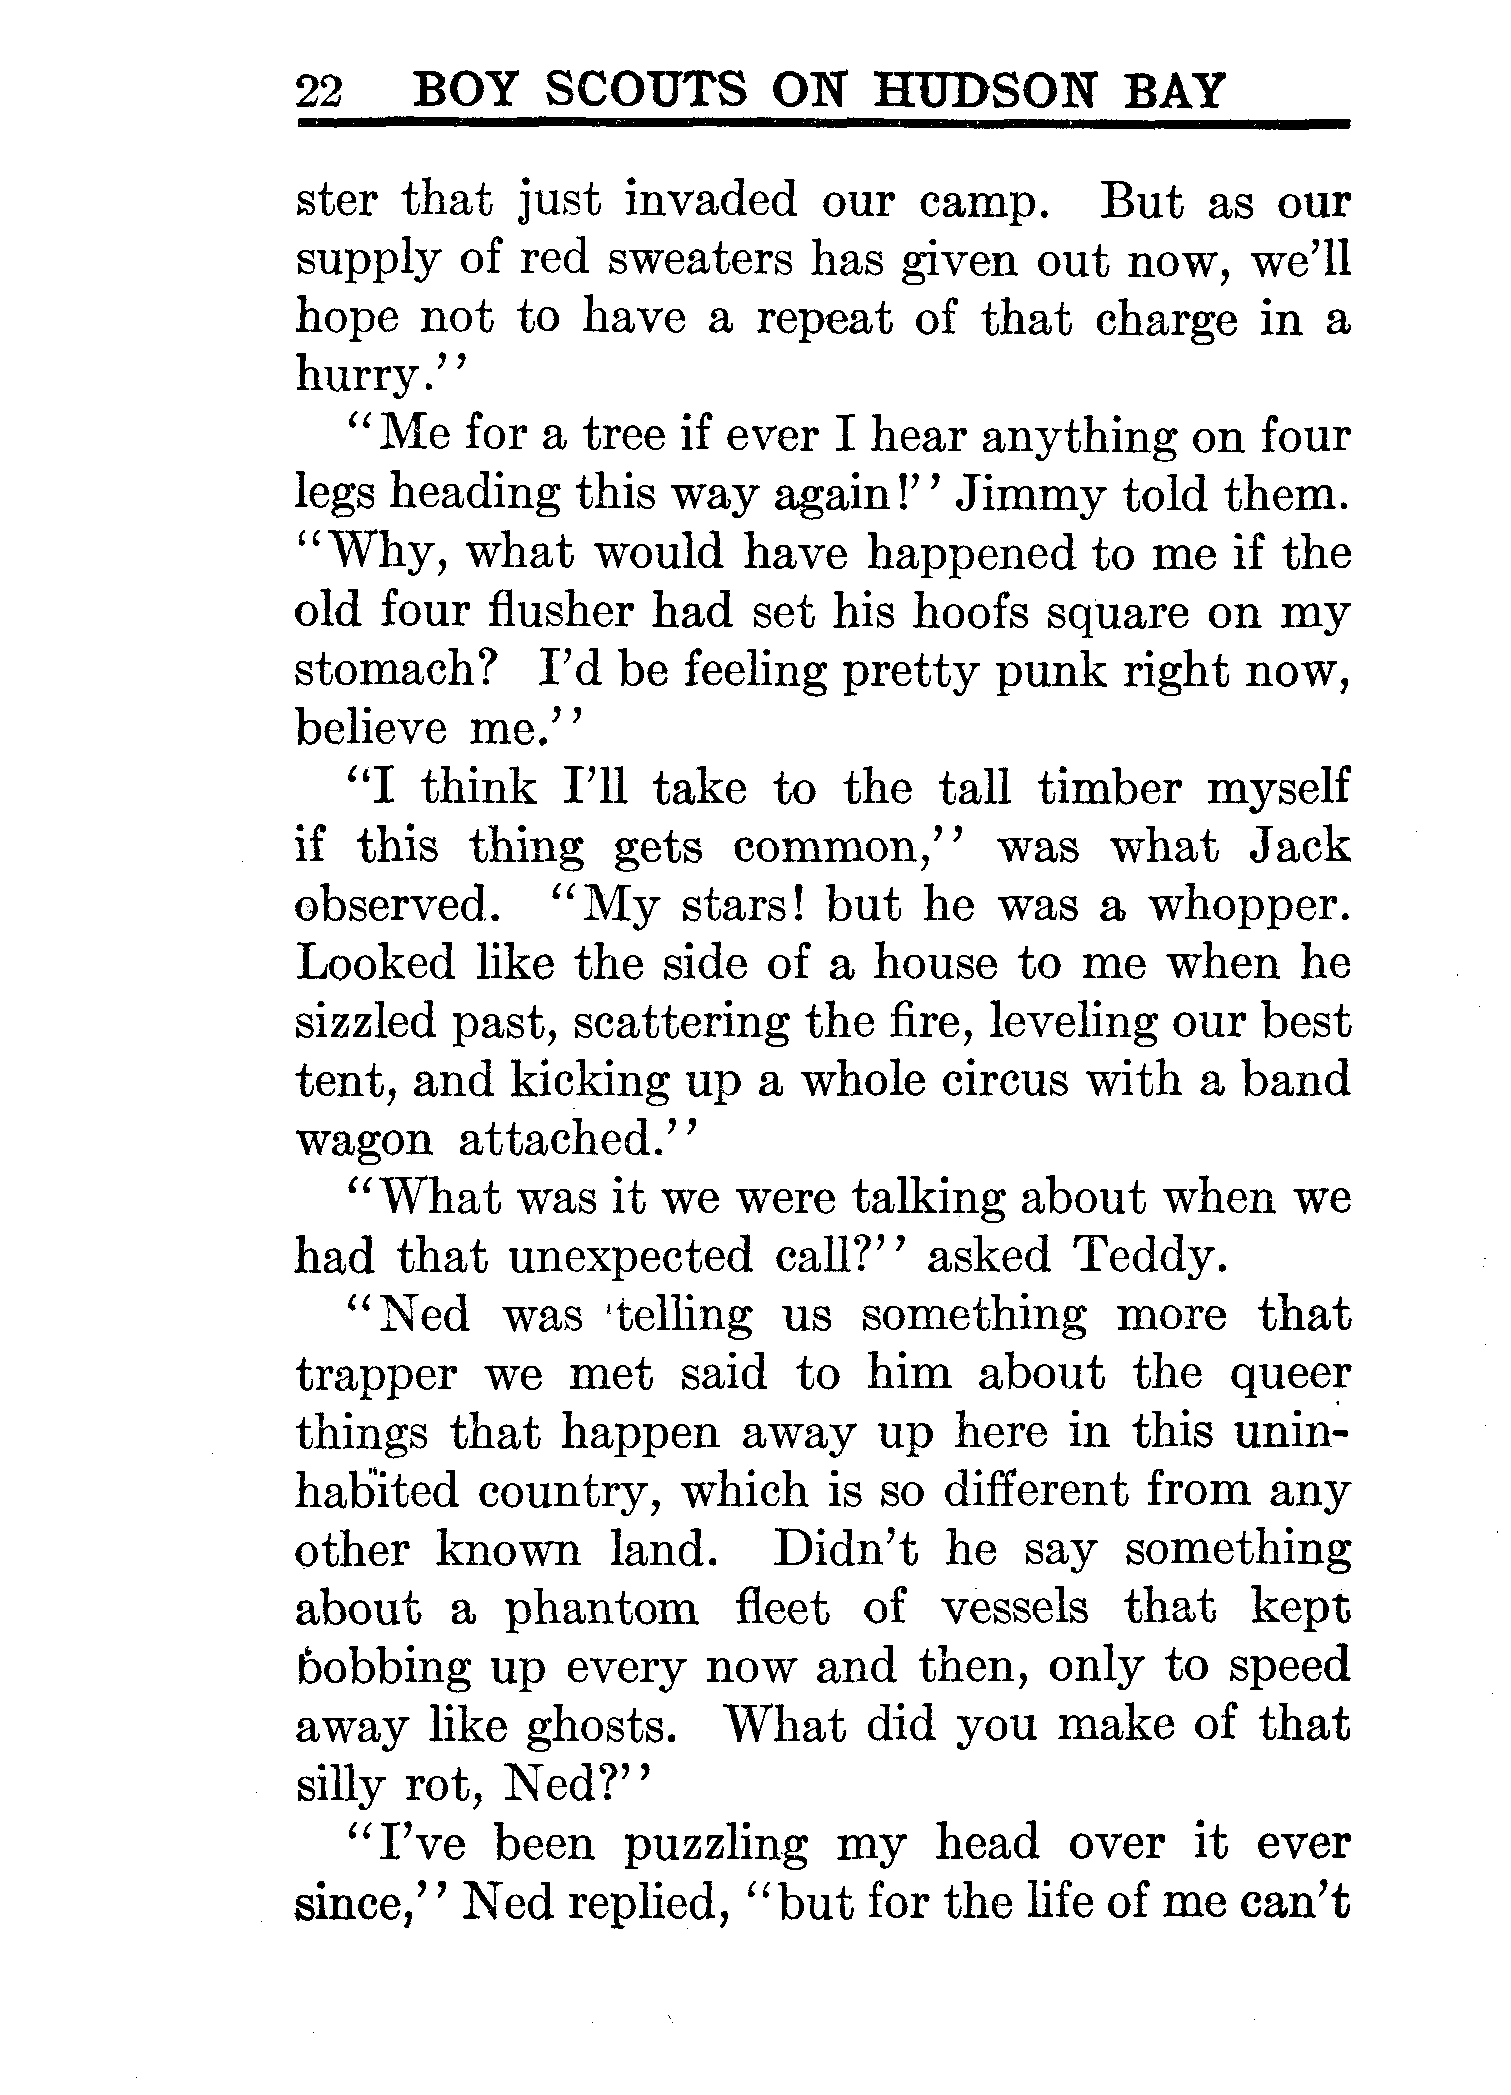 22 BOY SCOUTS ON HUDSON BAY
ster that just invaded our camp. But as our
supply of red sweaters has given out now, we'll
hope not to have a repeat of that charge in a
hurry.''
"Me for a tree if ever I hear anything on four
legs heading this way again!'' Jimmy told them.
"Why, what would have happened to me if the
old four flusher had set his hoofs square on my
stomach? I'd be feeling pretty punk right now,
believe me.''
"I think I'll take to the tall timber myself
if this thing gets common,'' was what Jack
observed. "My stars! but he was a whopper.
Looked like the side of a house to me when he
sizzled past, scattering the fire, leveling our best
tent, and kicking up a whole circus with a band
wagon attached.''
"What was it we were talking about when we
had that unexpected call?'' asked Teddy.
"Ned was telling us something more that
trapper we met said to him about the queer
things that happen away up here in this unin-
habited country, which is so different from any
other known land. Didn't he say something
about a phantom fleet of vessels that kept
bobbing up every now and then, only to speed
away like ghosts. What did you make of that
silly rot, Ned?''
"I've been puzzling my head over it ever
since,'' Ned replied, "but for the life of me can't